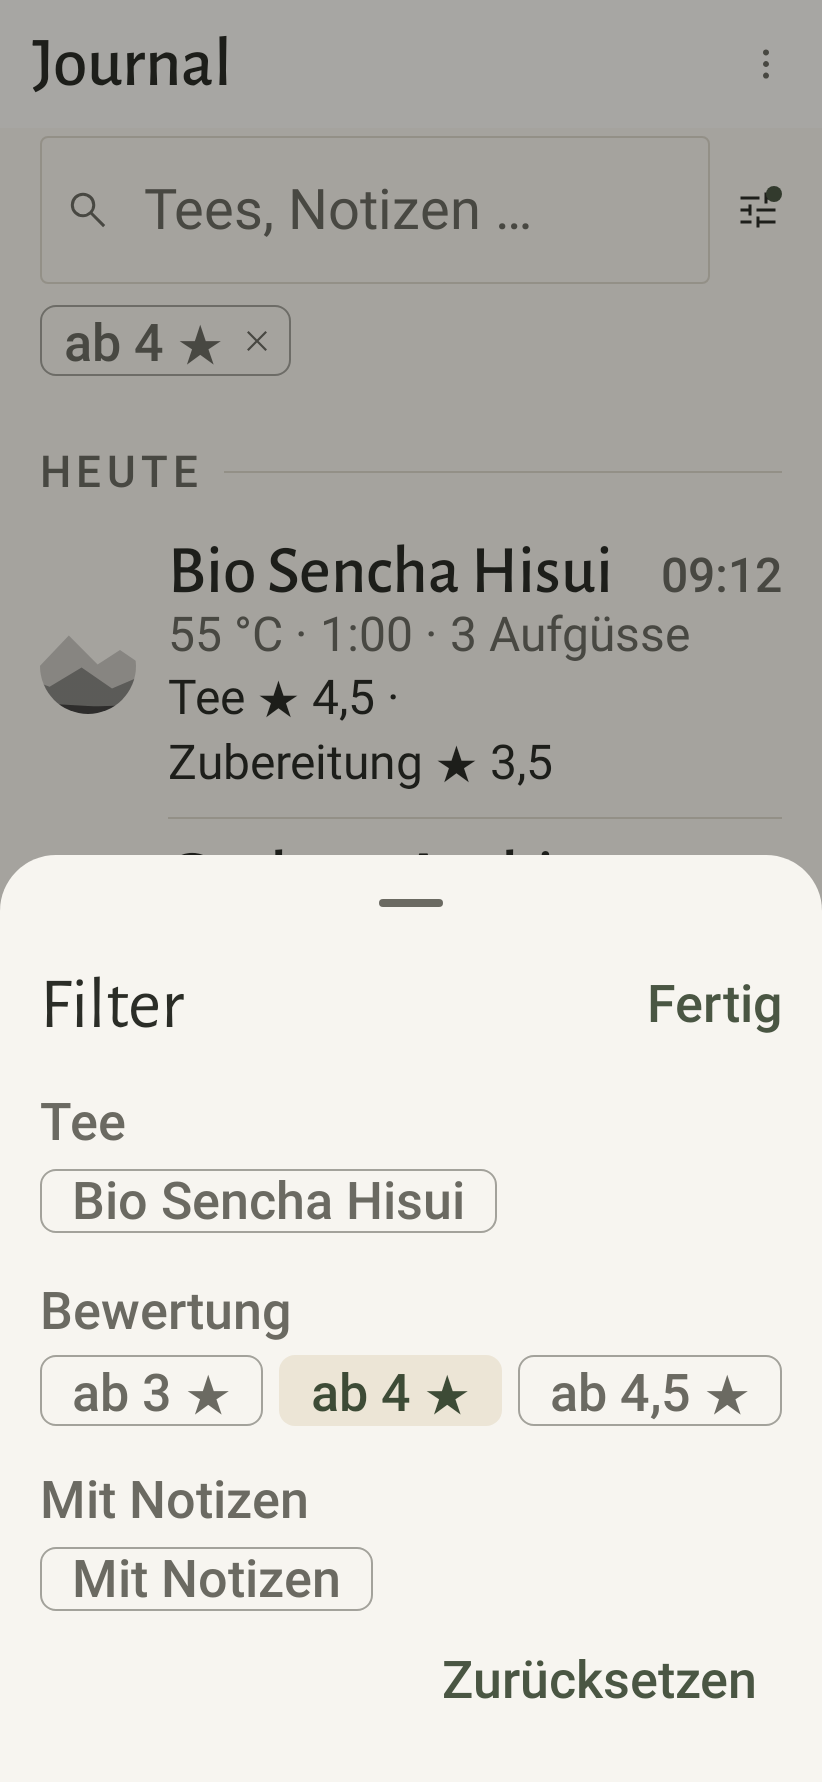 Journal
Tees, Notizen …
ab 4 ★ ×
HEUTE
Bio Sencha Hisui 09:12
55 °C · 1:00 · 3 Aufgüsse
Tee ★ 4,5 ·
Zubereitung ★ 3,5
Filter Fertig
Tee
Bio Sencha Hisui
Bewertung
ab 3 ★ ab 4 ★ ab 4,5 ★
Mit Notizen
Mit Notizen
Zurücksetzen